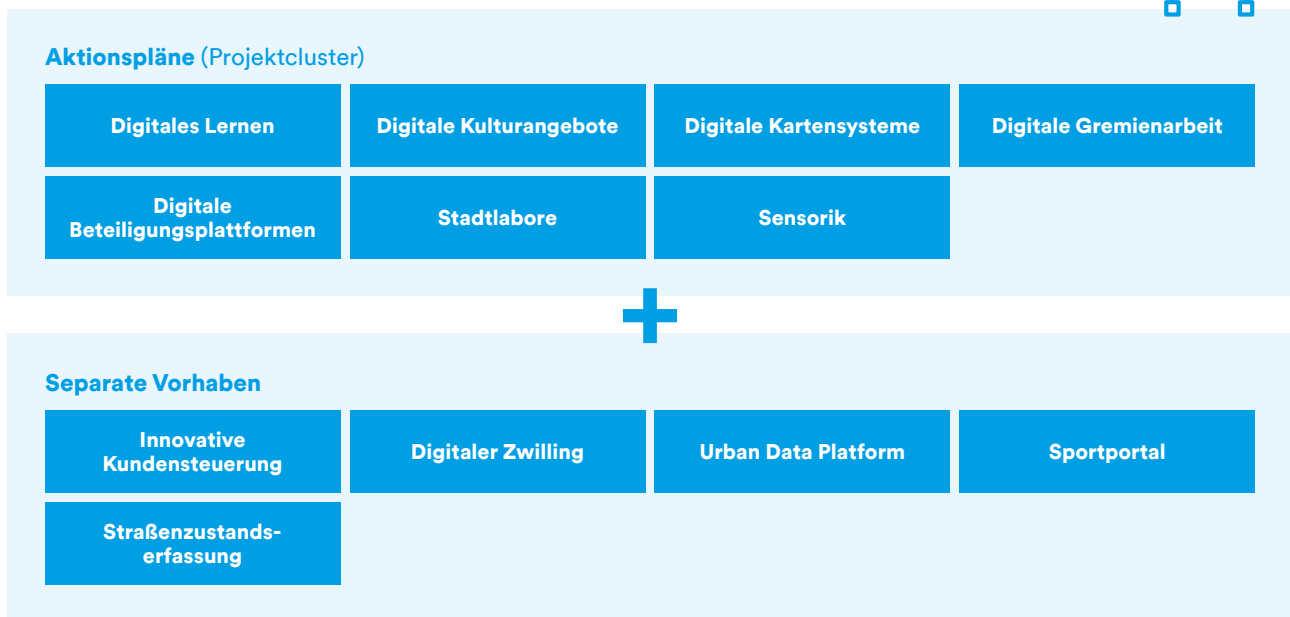 Aktionspläne (Projektcluster)
Digitales Lernen
Digitale Kulturangebote
Digitale Kartensysteme
Digitale Gremienarbeit
Digitale
Beteiligungsplattformen
Stadtlabore
Sensorik
Separate Vorhaben
Innovative
Kundensteuerung
Digitaler Zwilling
Urban Data Platform
Sportportal
Straßenzustands-
erfassung